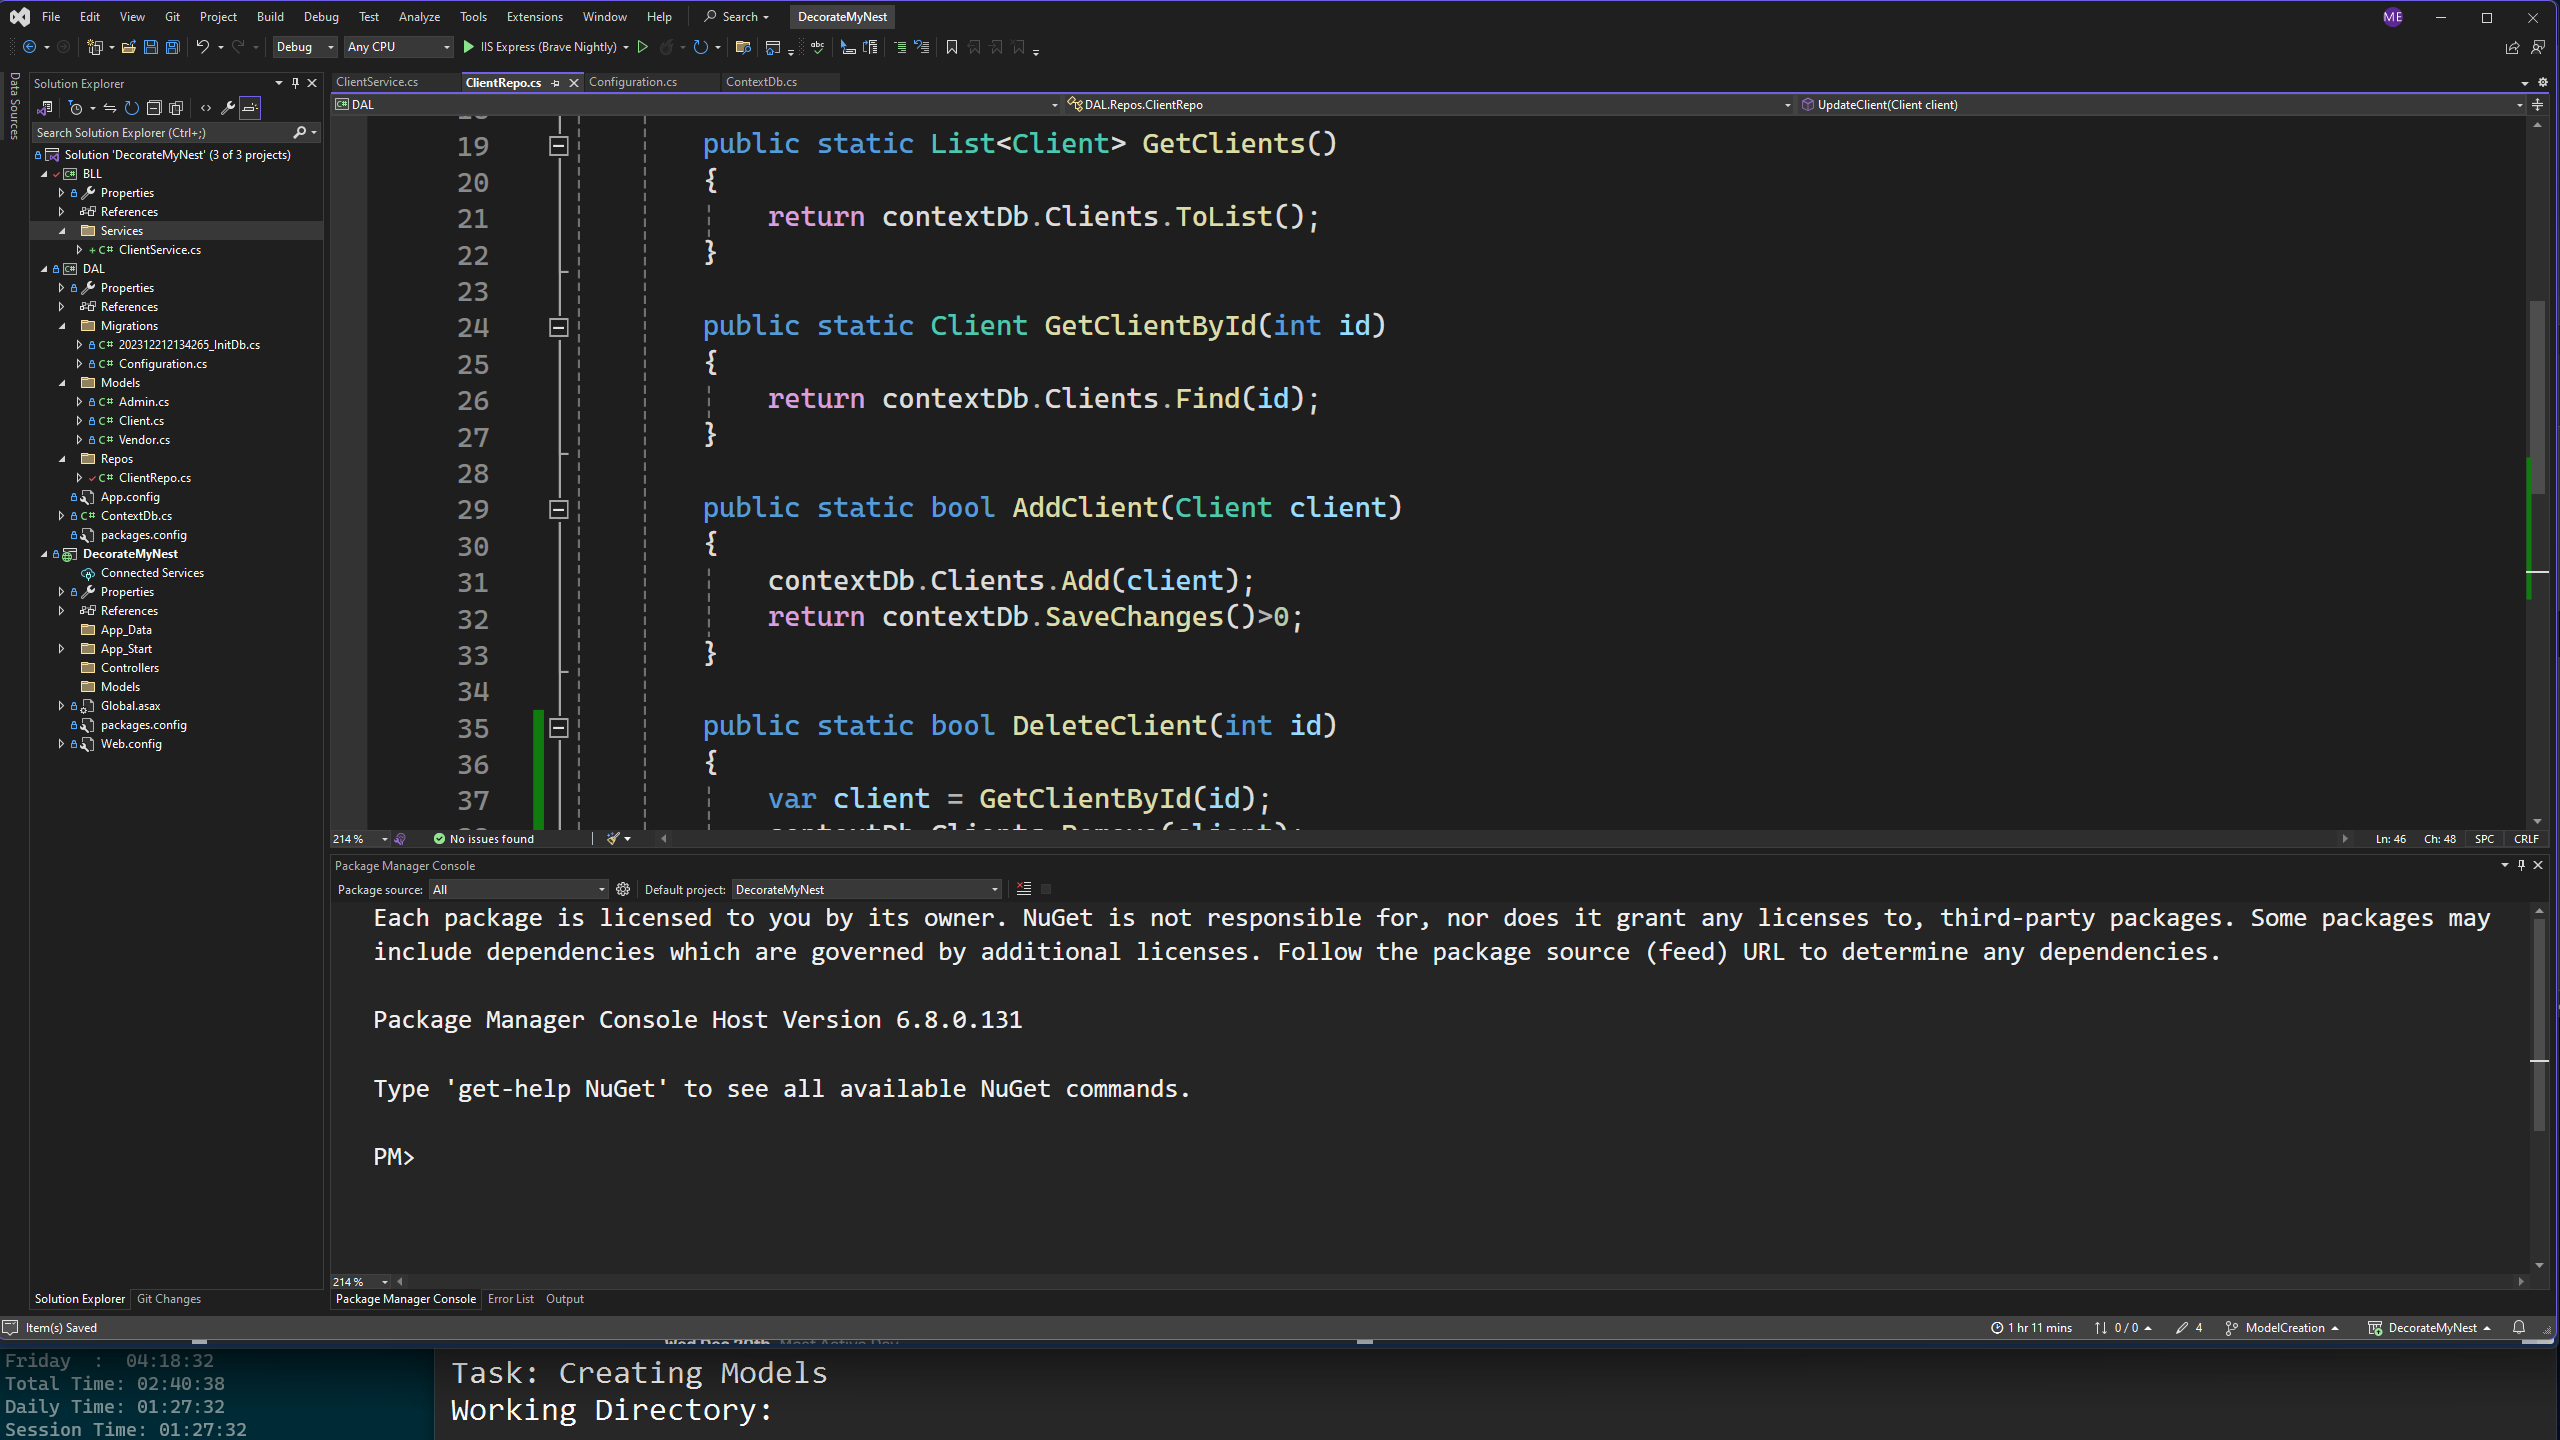 File Edit View Git Project Build Debug Test Analyze Tools Extensions Window Help Search DecorateMyNest ME
Debug Any CPU IIS Express (Brave Nightly)
Data Sources
Solution Explorer
Search Solution Explorer (Ctrl+;)
Solution 'DecorateMyNest' (3 of 3 projects)
BLL
Properties
References
Services
C# ClientService.cs
DAL
Properties
References
Migrations
C# 202312212134265_InitDb.cs
C# Configuration.cs
Models
C# Admin.cs
C# Client.cs
C# Vendor.cs
Repos
C# ClientRepo.cs
App.config
C# ContextDb.cs
packages.config
DecorateMyNest
Connected Services
Properties
References
App_Data
App_Start
Controllers
Models
Global.asax
packages.config
Web.config
Solution Explorer Git Changes
ClientService.cs ClientRepo.cs Configuration.cs ContextDb.cs
DAL DAL.Repos.ClientRepo UpdateClient(Client client)
19 public static List<Client> GetClients()
20 {
21 return contextDb.Clients.ToList();
22 }
23
24 public static Client GetClientById(int id)
25 {
26 return contextDb.Clients.Find(id);
27 }
28
29 public static bool AddClient(Client client)
30 {
31 contextDb.Clients.Add(client);
32 return contextDb.SaveChanges()>0;
33 }
34
35 public static bool DeleteClient(int id)
36 {
37 var client = GetClientById(id);
contextDb.Clients.Remove(client);
214 % No issues found Ln: 46 Ch: 48 SPC CRLF
Package Manager Console
Package source: All Default project: DecorateMyNest
Each package is licensed to you by its owner. NuGet is not responsible for, nor does it grant any licenses to, third-party packages. Some packages may
include dependencies which are governed by additional licenses. Follow the package source (feed) URL to determine any dependencies.
Package Manager Console Host Version 6.8.0.131
Type 'get-help NuGet' to see all available NuGet commands.
PM>
214 %
Package Manager Console Error List Output
Item(s) Saved 1 hr 11 mins 0 / 0 4 ModelCreation DecorateMyNest
Wed Dec 20th Most Active Day
Friday : 04:18:32
Total Time: 02:40:38
Daily Time: 01:27:32
Session Time: 01:27:32
Task: Creating Models
Working Directory: